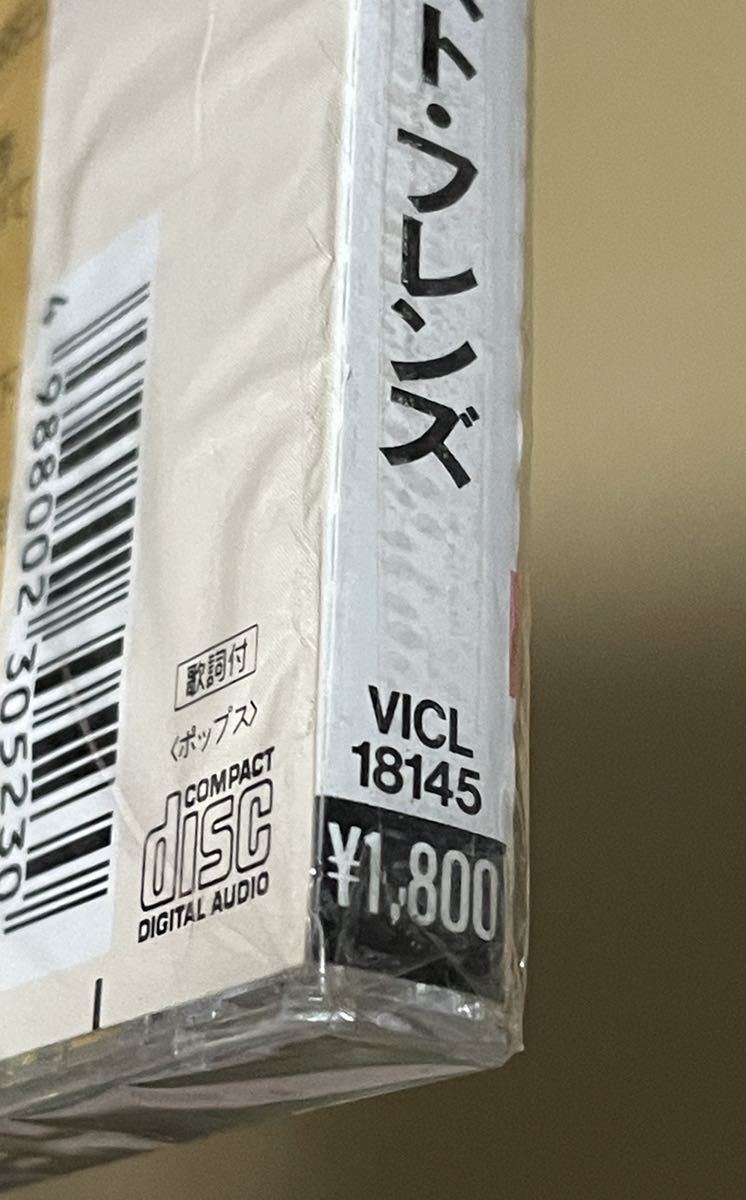 ト・フレンズ
VICL
18145
¥1,800
4 988002 305230
歌詞付
〈ポップス〉
COMPACT
disc
DIGITAL AUDIO